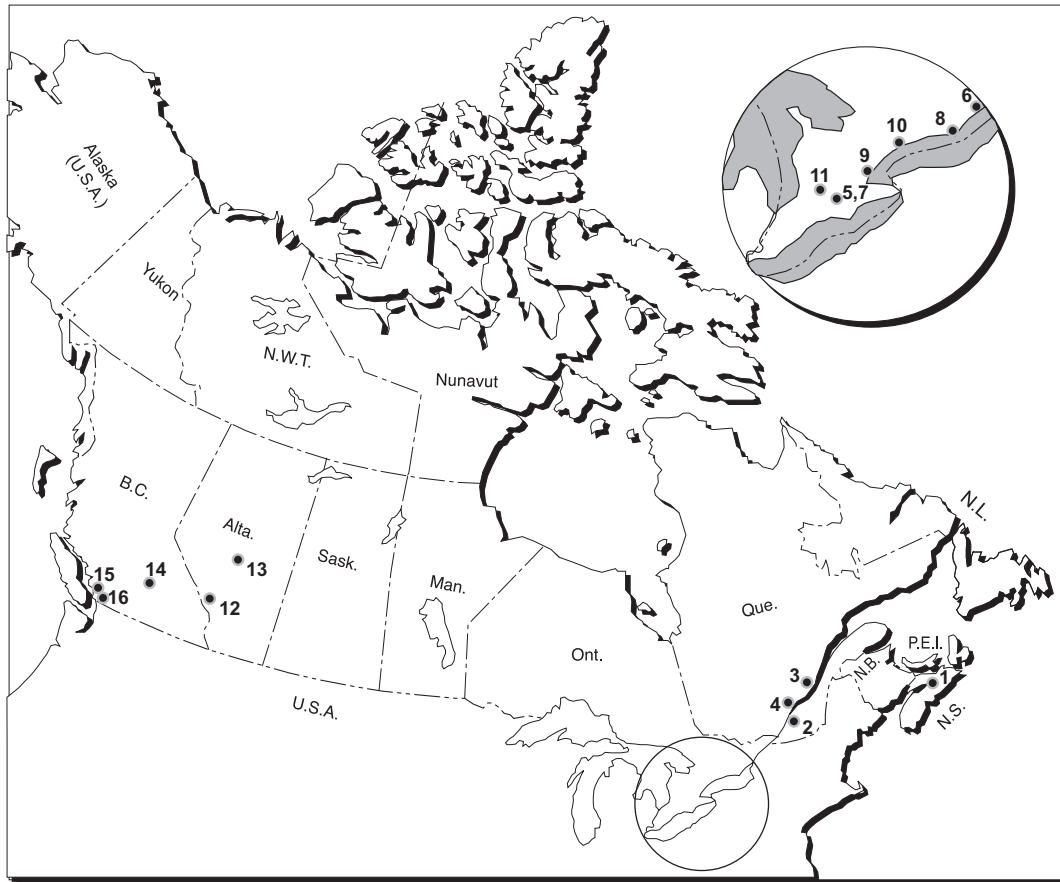 6
8
10
9
11
5,7
Alaska
(U.S.A.)
Yukon
N.W.T.
Nunavut
B.C.
Alta.
Sask.
Man.
Ont.
Que.
N.L.
P.E.I.
N.B.
N.S.
13
14
15
16
12
3
4
2
1
U.S.A.